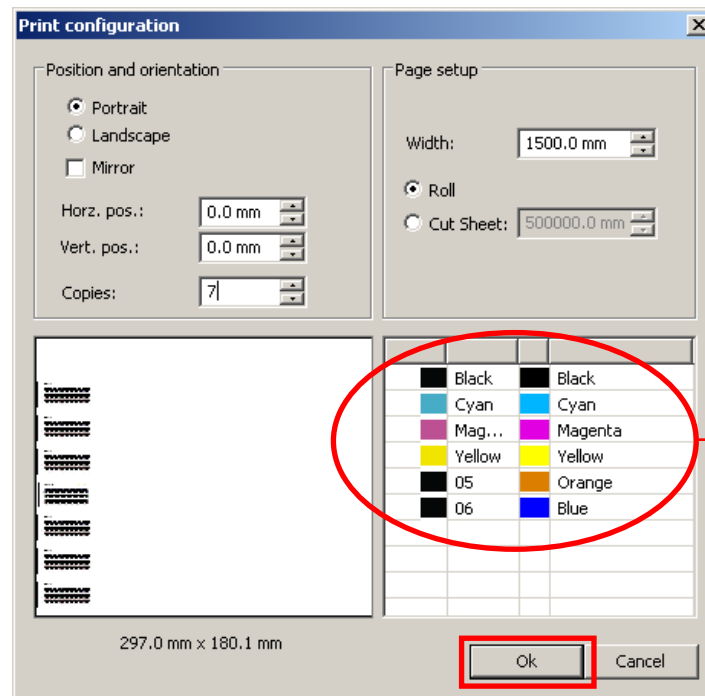 Print configuration
Position and orientation
Portrait
Landscape
Mirror
Horz. pos.: 0.0 mm
Vert. pos.: 0.0 mm
Copies: 7
Page setup
Width: 1500.0 mm
Roll
Cut Sheet: 500000.0 mm
Black Black
Cyan Cyan
Mag... Magenta
Yellow Yellow
05 Orange
06 Blue
297.0 mm x 180.1 mm
Ok Cancel